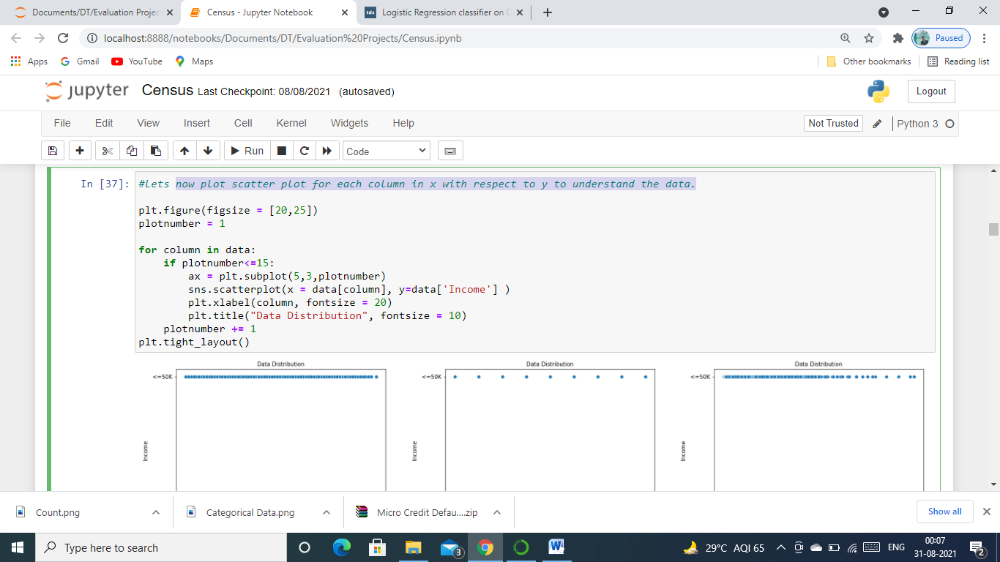 Documents/DT/Evaluation Projec
Census - Jupyter Notebook
tds Logistic Regression classifier on
localhost:8888/notebooks/Documents/DT/Evaluation%20Projects/Census.ipynb
Paused
Apps Gmail YouTube Maps Other bookmarks Reading list
jupyter Census Last Checkpoint: 08/08/2021 (autosaved)
Logout
File Edit View Insert Cell Kernel Widgets Help Not Trusted Python 3
Run Code
In [37]: #Lets now plot scatter plot for each column in x with respect to y to understand the data.
plt.figure(figsize = [20,25])
plotnumber = 1
for column in data:
    if plotnumber<=15:
        ax = plt.subplot(5,3,plotnumber)
        sns.scatterplot(x = data[column], y=data['Income'] )
        plt.xlabel(column, fontsize = 20)
        plt.title("Data Distribution", fontsize = 10)
    plotnumber += 1
plt.tight_layout()
Data Distribution Data Distribution Data Distribution
<=50K <=50K <=50K
Income Income Income
Count.png Categorical Data.png Micro Credit Defau....zip Show all
Type here to search
3
W
29°C AQI 65
ENG
00:07
31-08-2021
2